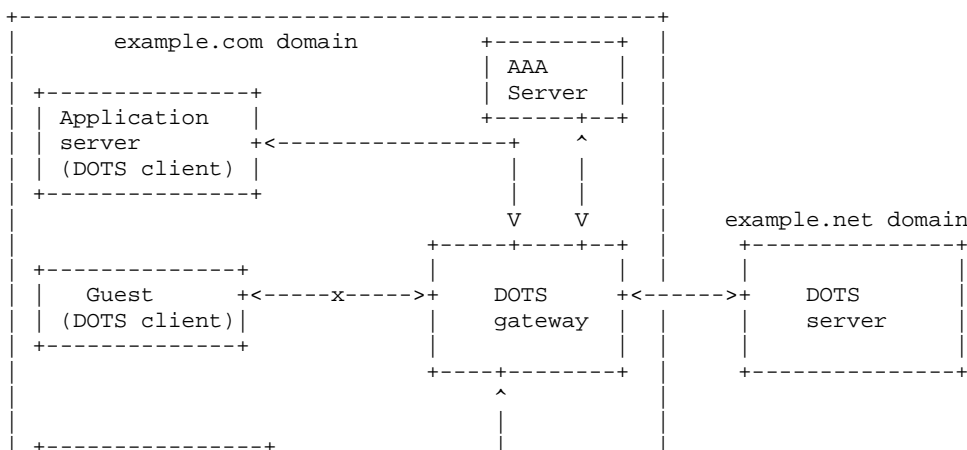 example.com domain
AAA
Server
Application
server
(DOTS client)
example.net domain
Guest
(DOTS client)
x
DOTS
gateway
DOTS
server
V V